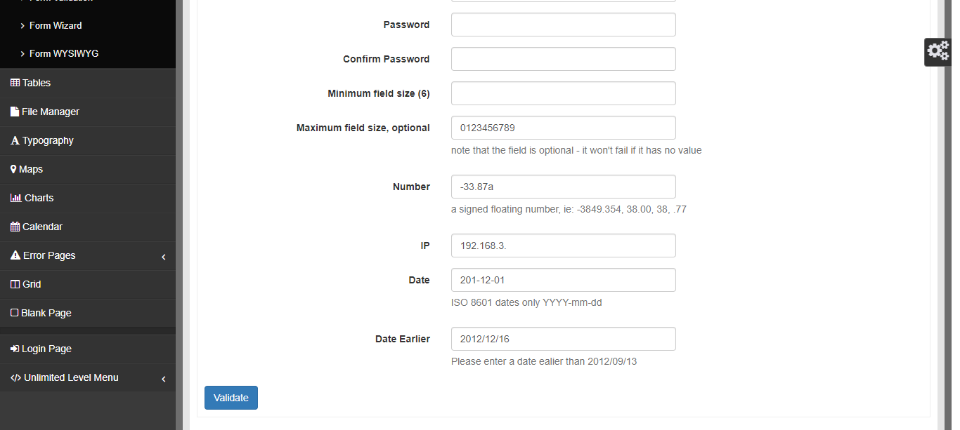 Form Wizard
Form WYSIWYG
Tables
File Manager
Typography
Maps
Charts
Calendar
Error Pages
Grid
Blank Page
Login Page
Unlimited Level Menu
Password
Confirm Password
Minimum field size (6)
Maximum field size, optional
0123456789
note that the field is optional - it won't fail if it has no value
Number
-33.87a
a signed floating number, ie: -3849.354, 38.00, 38, .77
IP
192.168.3.
Date
201-12-01
ISO 8601 dates only YYYY-mm-dd
Date Earlier
2012/12/16
Please enter a date ealier than 2012/09/13
Validate